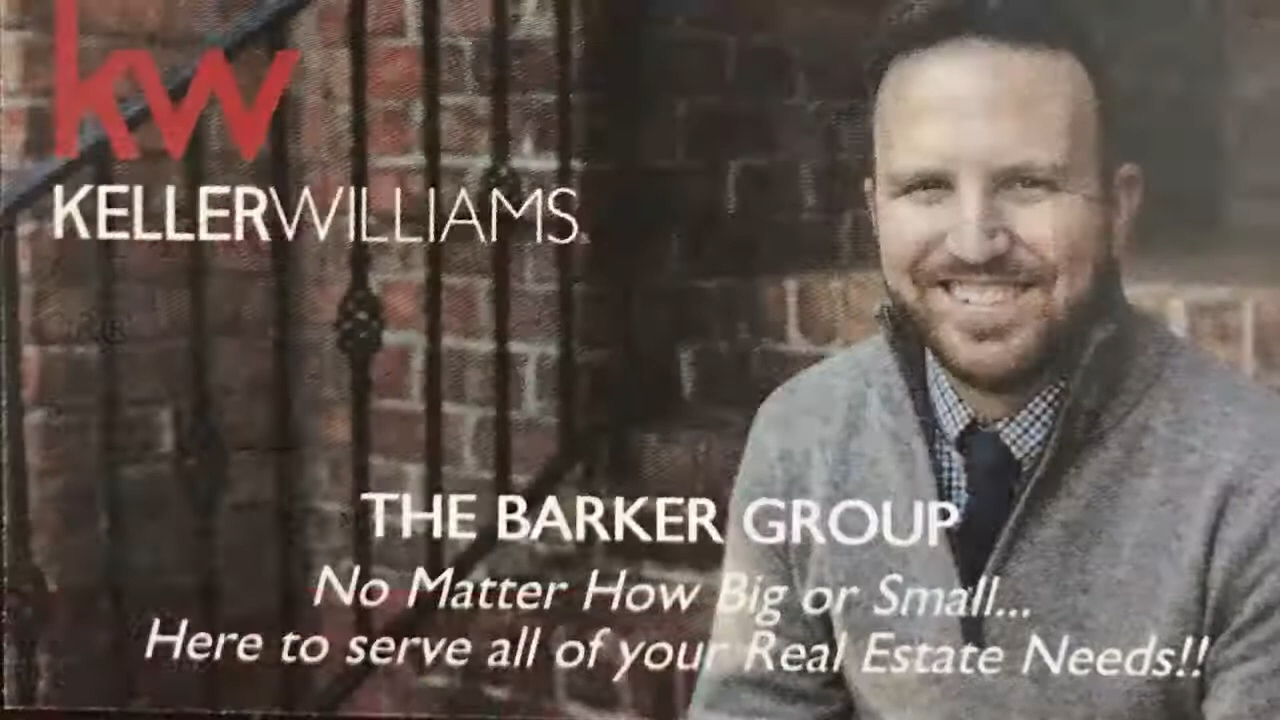 kw
KELLERWILLIAMS
THE BARKER GROUP
No Matter How Big or Small...
Here to serve all of your Real Estate Needs!!